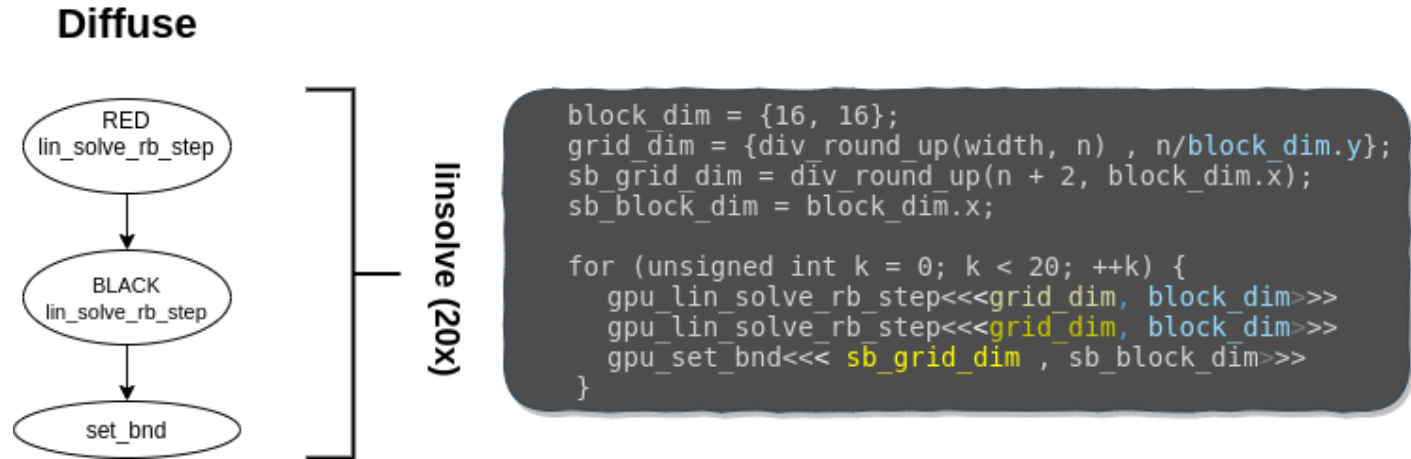 Diffuse
RED
lin_solve_rb_step
BLACK
lin_solve_rb_step
set_bnd
linsolve (20x)
block_dim = {16, 16};
grid_dim = {div_round_up(width, n) , n/block_dim.y};
sb_grid_dim = div_round_up(n + 2, block_dim.x);
sb_block_dim = block_dim.x;
for (unsigned int k = 0; k < 20; ++k) {
gpu_lin_solve_rb_step<<<grid_dim, block_dim>>>
gpu_lin_solve_rb_step<<<grid_dim, block_dim>>>
gpu_set_bnd<<< sb_grid_dim , sb_block_dim>>>
}